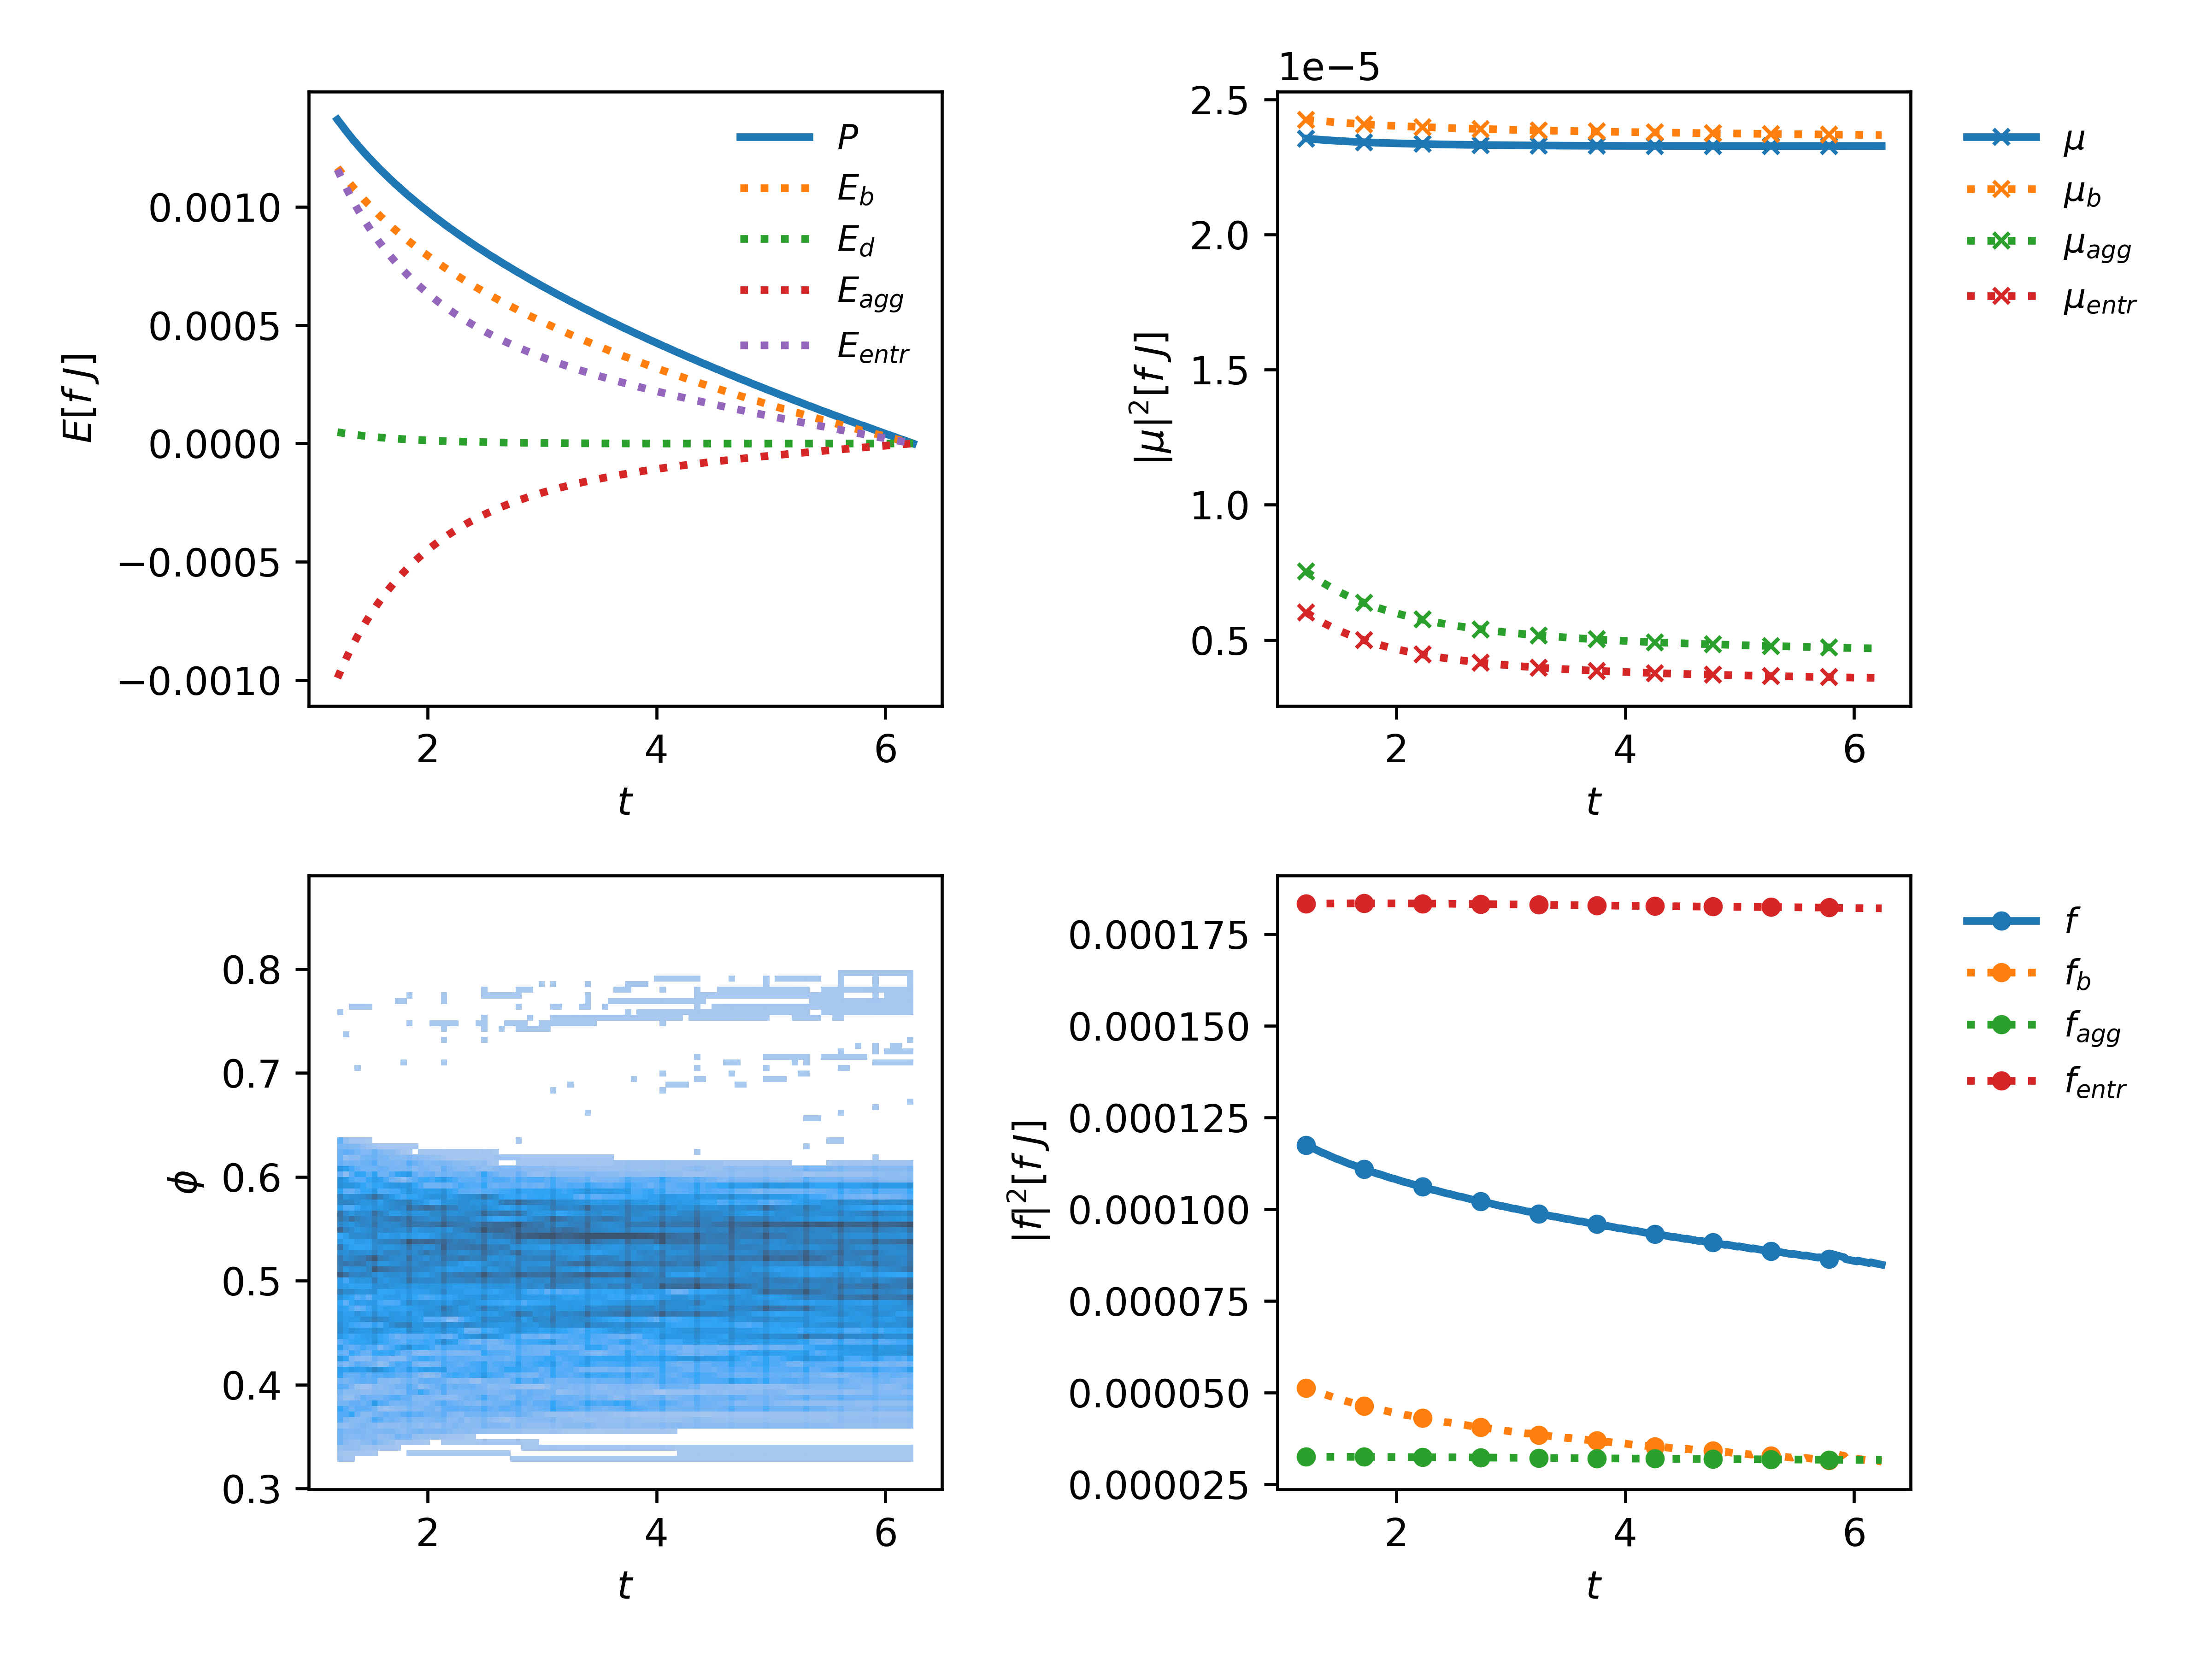 P
E_b
E_d
E_agg
E_entr
0.0010
0.0005
0.0000
−0.0005
−0.0010
E[f J]
2 4 6
t
1e−5
2.5
2.0
1.5
1.0
0.5
|μ|²[f J]
2 4 6
t
μ
μ_b
μ_agg
μ_entr
0.8
0.7
0.6
0.5
0.4
0.3
ϕ
2 4 6
t
0.000175
0.000150
0.000125
0.000100
0.000075
0.000050
0.000025
|f|²[f J]
2 4 6
t
f
f_b
f_agg
f_entr